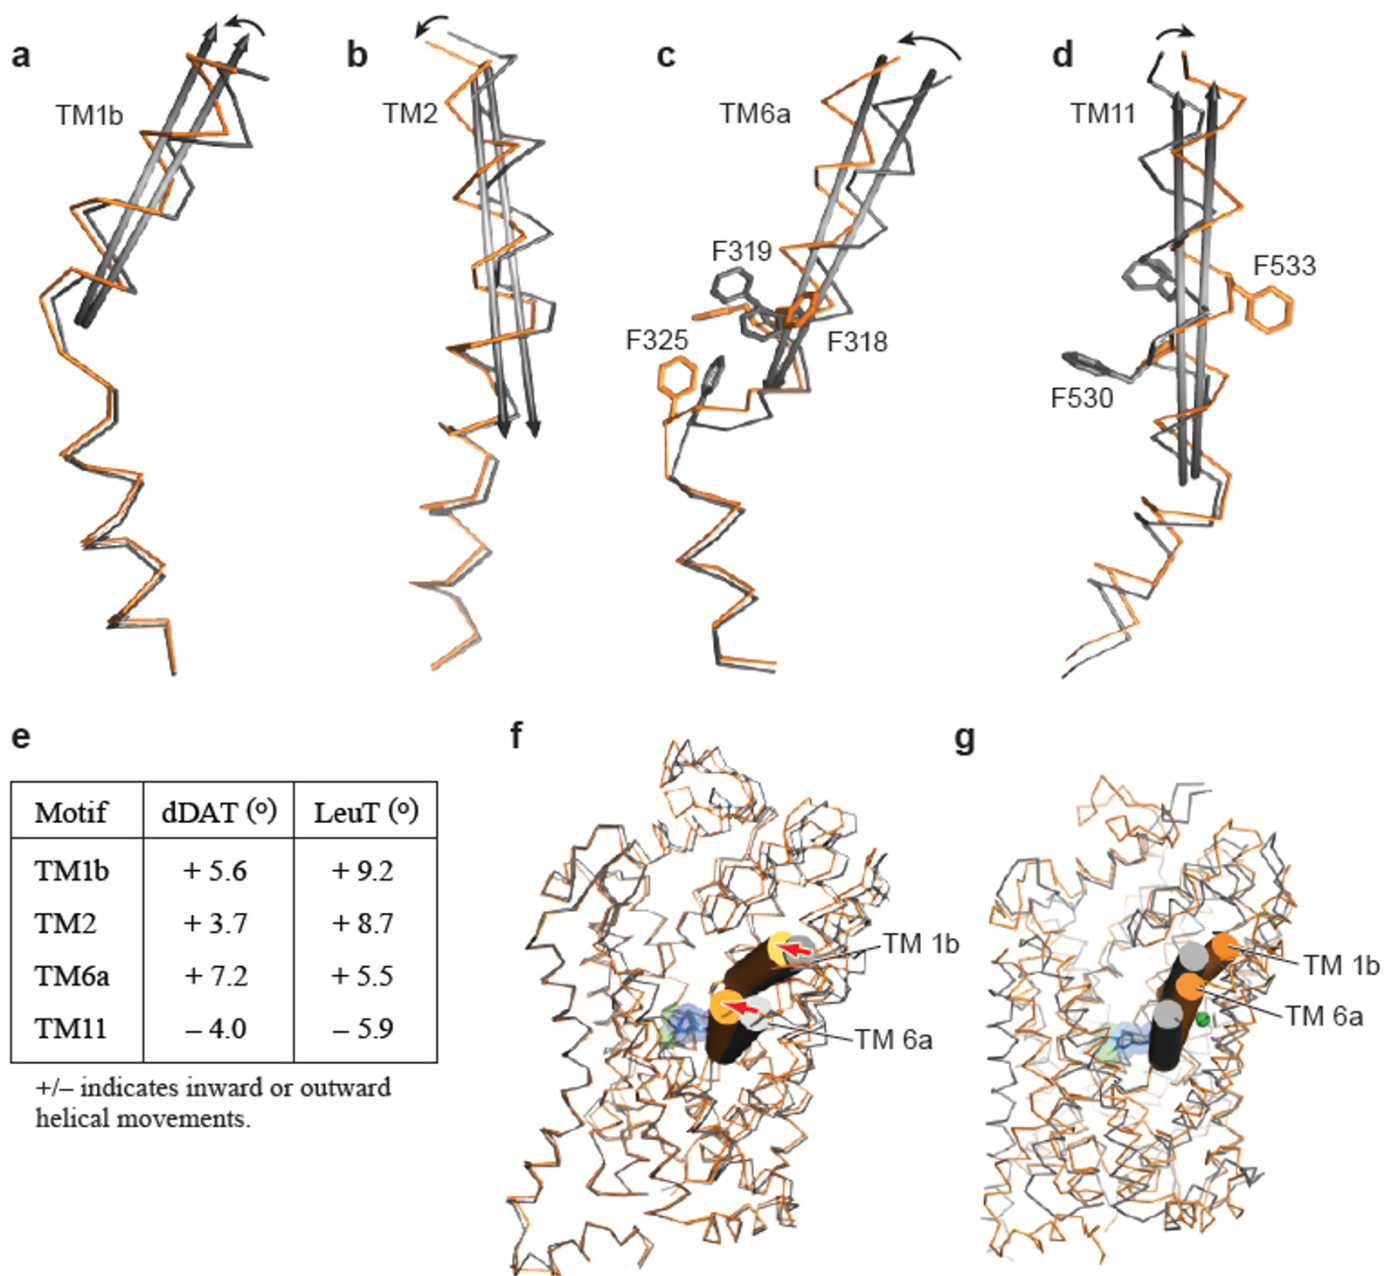 a
b
c
d
TM1b
TM2
TM6a
TM11
F319
F325
F318
F533
F530
e
f
g
Motif dDAT (º) LeuT (º)
TM1b + 5.6 + 9.2
TM2 + 3.7 + 8.7
TM6a + 7.2 + 5.5
TM11 – 4.0 – 5.9
+/– indicates inward or outward
helical movements.
TM 1b
TM 6a
TM 1b
TM 6a